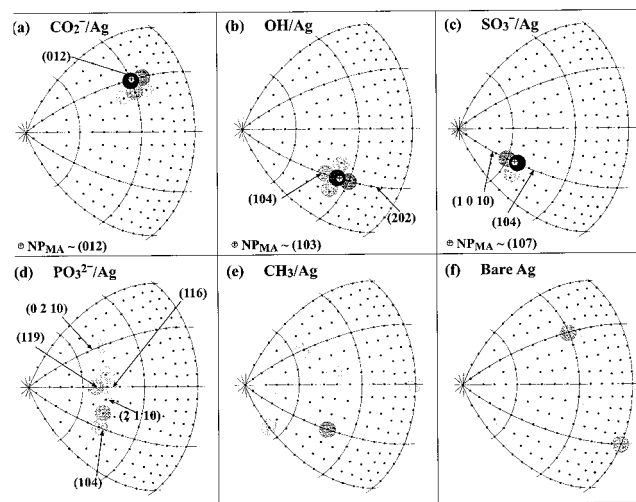 (a) CO₂⁻/Ag
(012)
⊕ NPMA ~ (012)
(b) OH/Ag
(104)
(202)
⊕ NPMA ~ (103)
(c) SO₃⁻/Ag
(1 0 10)
(104)
⊕ NPMA ~ (107)
(d) PO₃²⁻/Ag
(0 2 10)
(116)
(119)
(2 1 10)
(104)
(e) CH₃/Ag
(f) Bare Ag